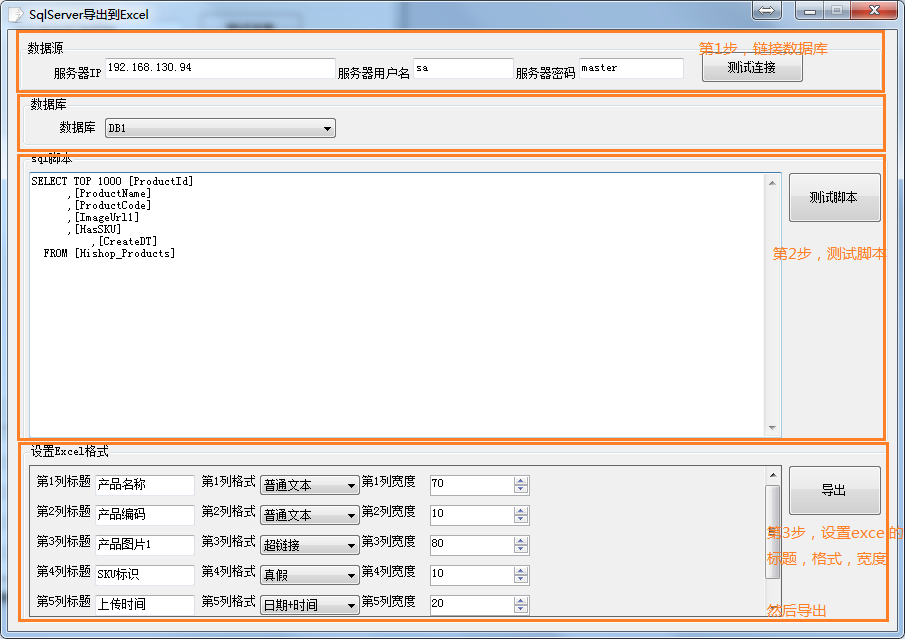 SqlServer导出到Excel
数据源
第1步，链接数据库
服务器IP 192.168.130.94 服务器用户名 sa 服务器密码 master 测试连接
数据库
数据库 DB1
sql脚本
SELECT TOP 1000 [ProductId]
,[ProductName]
,[ProductCode]
,[ImageUrl1]
,[HasSKU]
,[CreateDT]
FROM [Hishop_Products]
测试脚本
第2步，测试脚本
设置Excel格式
第1列标题 产品名称 第1列格式 普通文本 第1列宽度 70
第2列标题 产品编码 第2列格式 普通文本 第2列宽度 10
第3列标题 产品图片1 第3列格式 超链接 第3列宽度 80
第4列标题 SKU标识 第4列格式 真假 第4列宽度 10
第5列标题 上传时间 第5列格式 日期+时间 第5列宽度 20
导出
第3步，设置excel的
标题，格式，宽度
然后导出